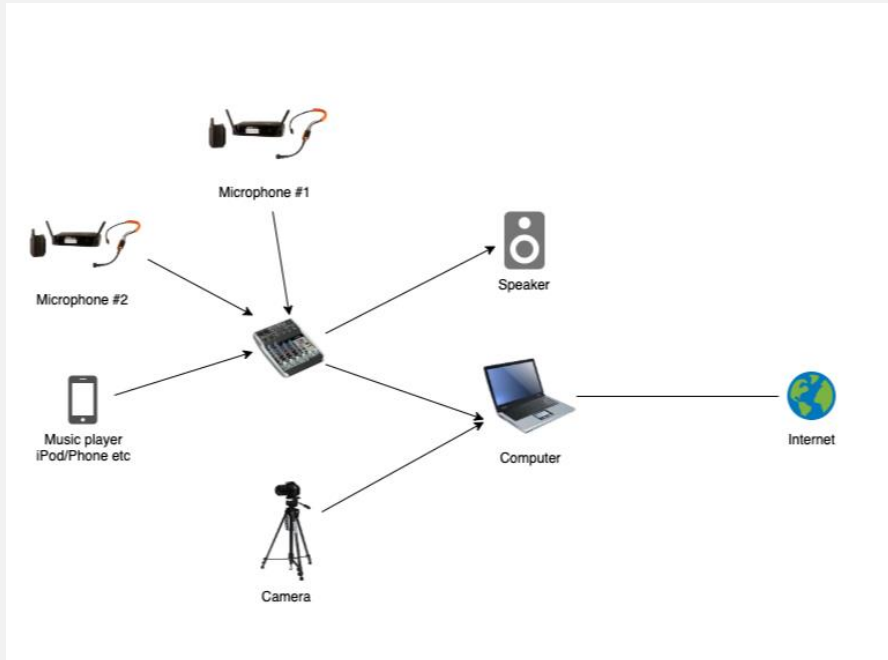 Microphone #1
Microphone #2
Speaker
Music player
iPod/Phone etc
Computer
Internet
Camera